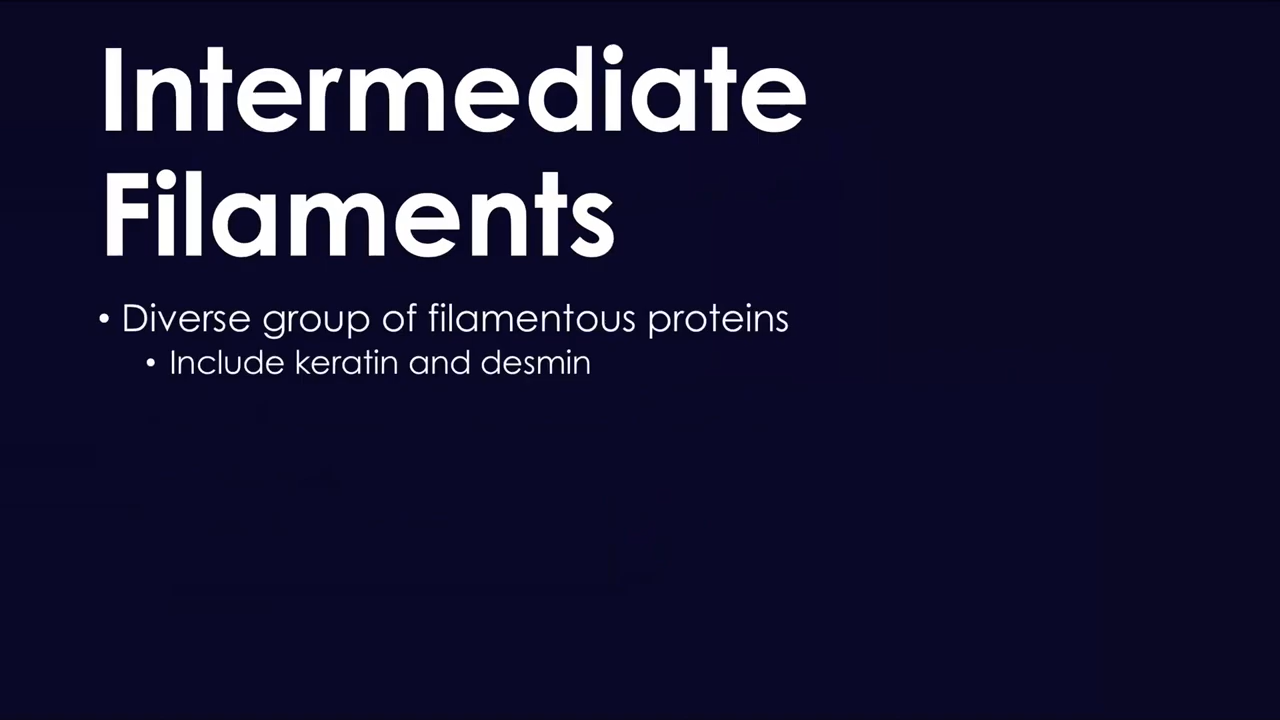 Intermediate
Filaments
• Diverse group of filamentous proteins
• Include keratin and desmin